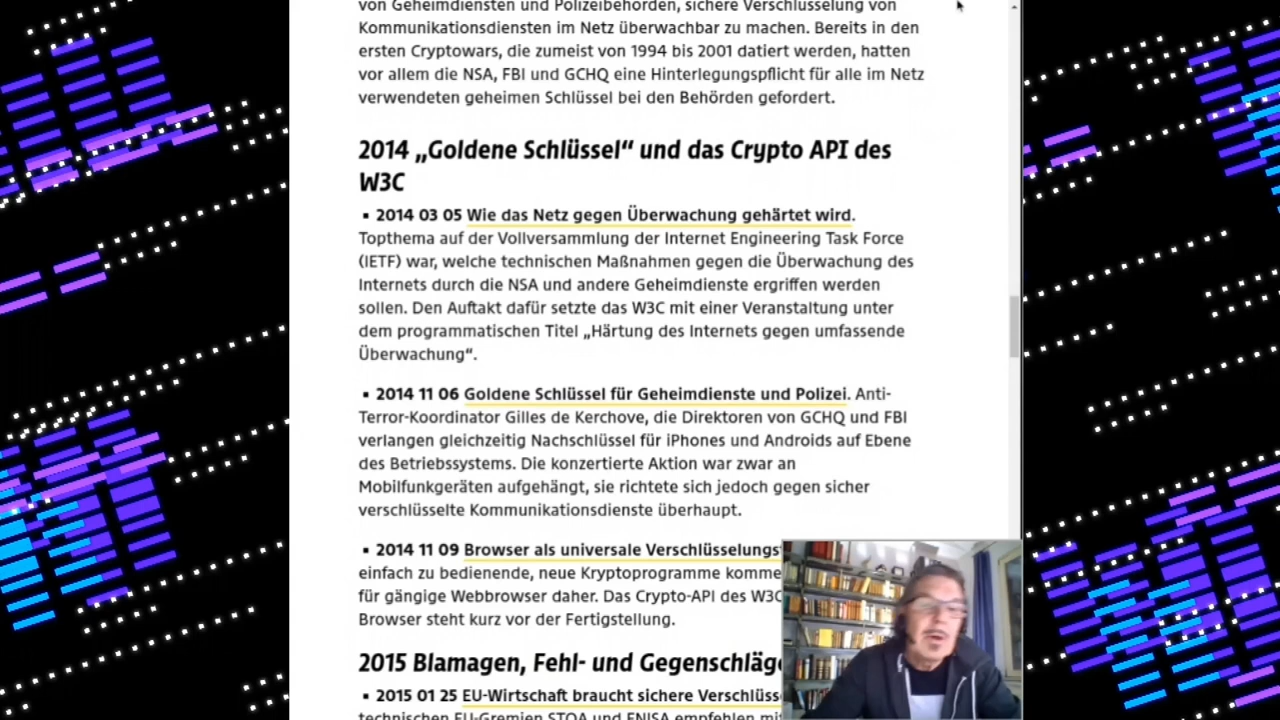 von Geheimdiensten und Polizeibehörden, sichere Verschlüsselung von
Kommunikationsdiensten im Netz überwachbar zu machen. Bereits in den
ersten Cryptowars, die zumeist von 1994 bis 2001 datiert werden, hatten
vor allem die NSA, FBI und GCHQ eine Hinterlegungspflicht für alle im Netz
verwendeten geheimen Schlüssel bei den Behörden gefordert.
2014 „Goldene Schlüssel“ und das Crypto API des
W3C
▪ 2014 03 05 Wie das Netz gegen Überwachung gehärtet wird.
Topthema auf der Vollversammlung der Internet Engineering Task Force
(IETF) war, welche technischen Maßnahmen gegen die Überwachung des
Internets durch die NSA und andere Geheimdienste ergriffen werden
sollen. Den Auftakt dafür setzte das W3C mit einer Veranstaltung unter
dem programmatischen Titel „Härtung des Internets gegen umfassende
Überwachung“.
▪ 2014 11 06 Goldene Schlüssel für Geheimdienste und Polizei. Anti-
Terror-Koordinator Gilles de Kerchove, die Direktoren von GCHQ und FBI
verlangen gleichzeitig Nachschlüssel für iPhones und Androids auf Ebene
des Betriebssystems. Die konzertierte Aktion war zwar an
Mobilfunkgeräten aufgehängt, sie richtete sich jedoch gegen sicher
verschlüsselte Kommunikationsdienste überhaupt.
▪ 2014 11 09 Browser als universale Verschlüsselungs
einfach zu bedienende, neue Kryptoprogramme komme
für gängige Webbrowser daher. Das Crypto-API des W3C
Browser steht kurz vor der Fertigstellung.
2015 Blamagen, Fehl- und Gegenschläge
▪ 2015 01 25 EU-Wirtschaft braucht sichere Verschlüss
technischen EU-Gremien STOA und ENISA empfehlen